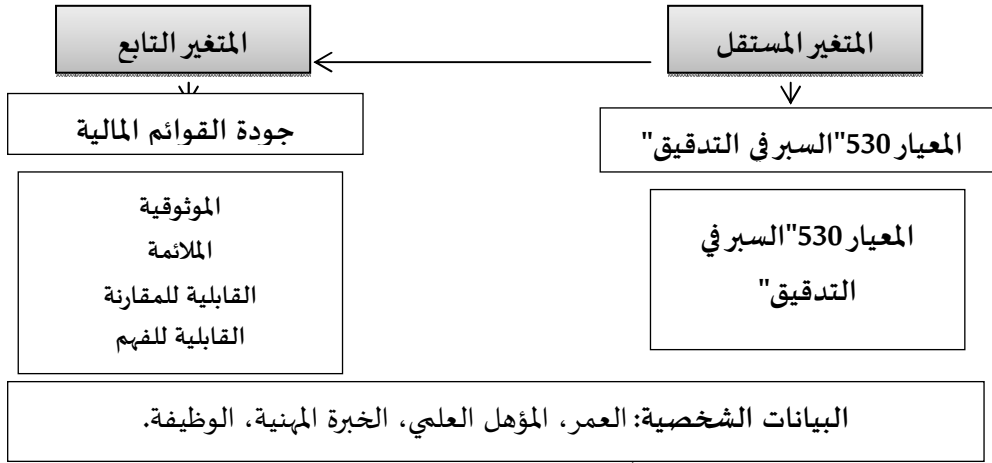 المتغير المستقل
المتغير التابع
المعيار 530"السبر في التدقيق"
جودة القوائم المالية
المعيار 530"السبر في
التدقيق"
الموثوقية
الملائمة
القابلية للمقارنة
القابلية للفهم
البيانات الشخصية: العمر، المؤهل العلمي، الخبرة المهنية، الوظيفة.